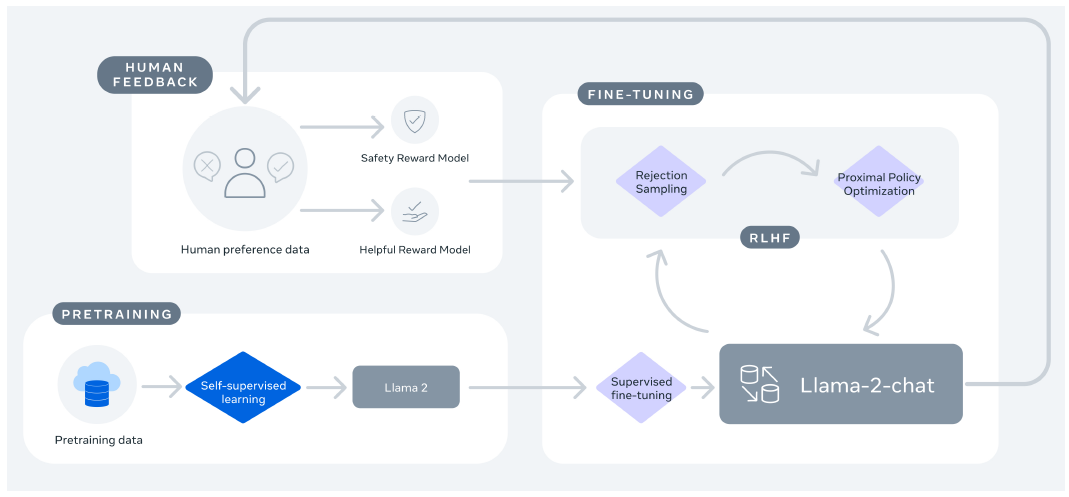 HUMAN
FEEDBACK
Safety Reward Model
Human preference data
Helpful Reward Model
FINE-TUNING
Rejection
Sampling
Proximal Policy
Optimization
RLHF
PRETRAINING
Pretraining data
Self-supervised
learning
Llama 2
Supervised
fine-tuning
Llama-2-chat